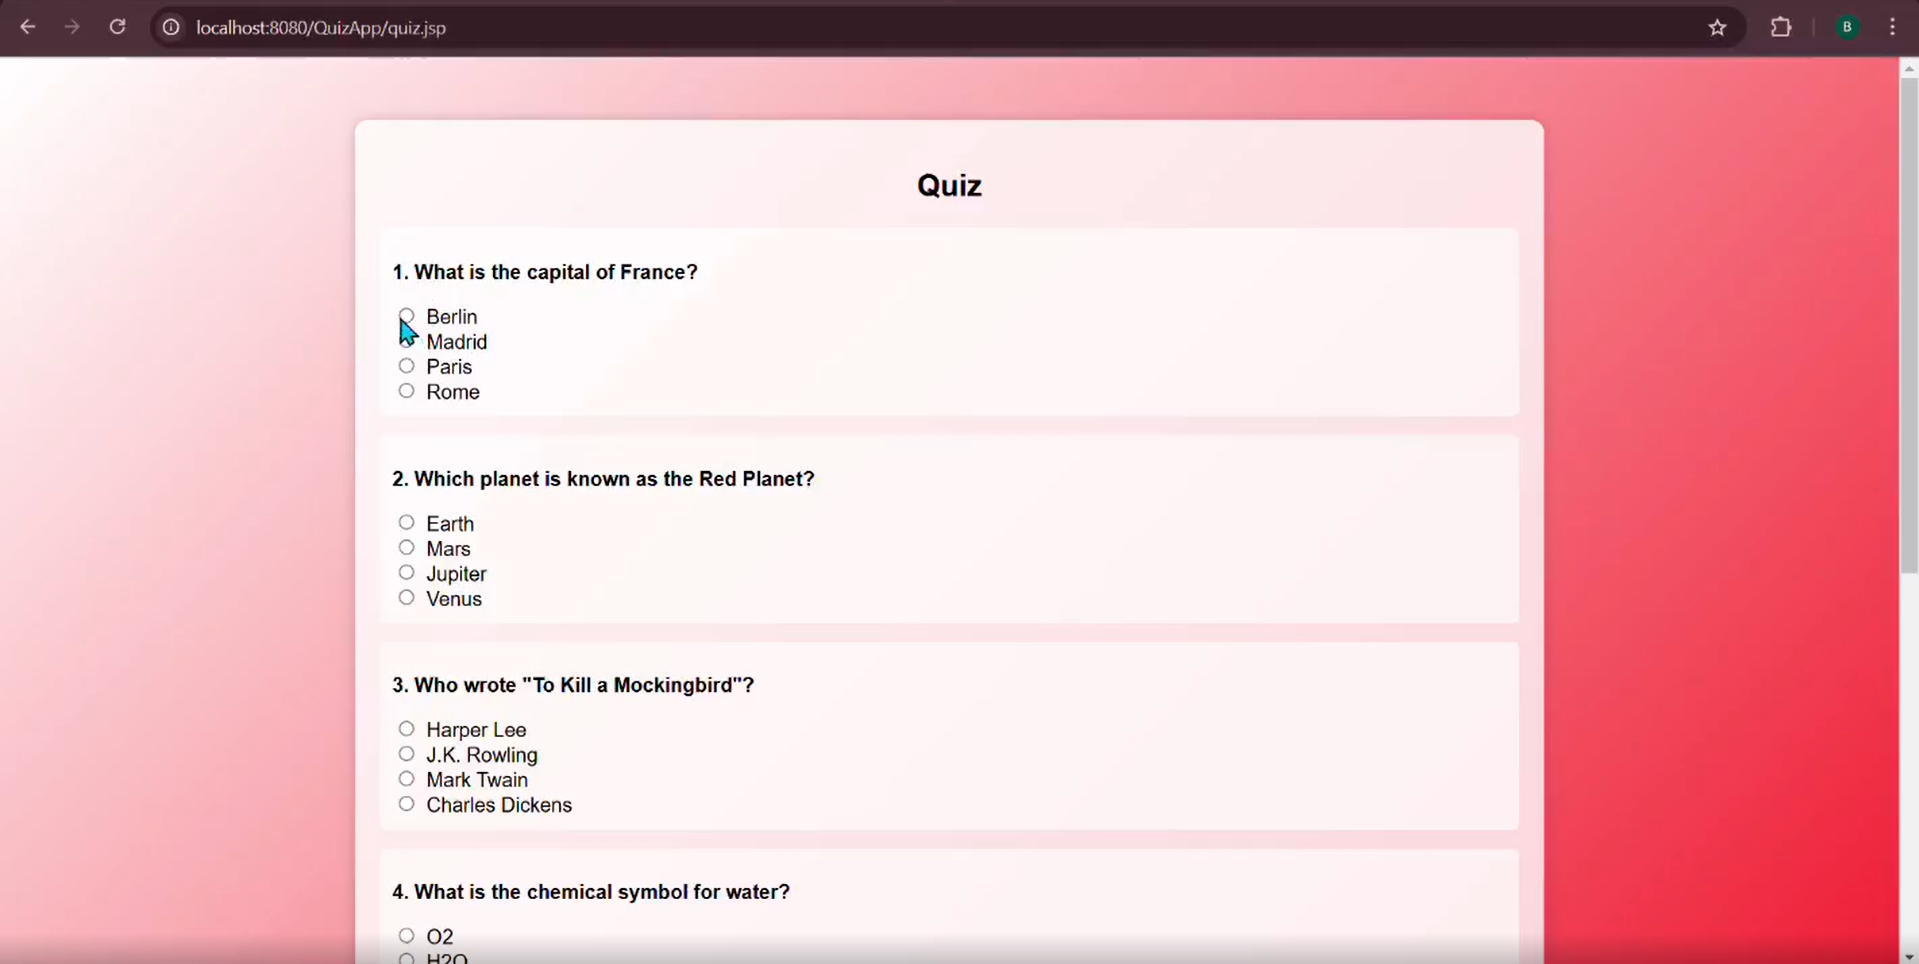 localhost:8080/QuizApp/quiz.jsp
B
Quiz
1. What is the capital of France?
Berlin
Madrid
Paris
Rome
2. Which planet is known as the Red Planet?
Earth
Mars
Jupiter
Venus
3. Who wrote "To Kill a Mockingbird"?
Harper Lee
J.K. Rowling
Mark Twain
Charles Dickens
4. What is the chemical symbol for water?
O2
H2O